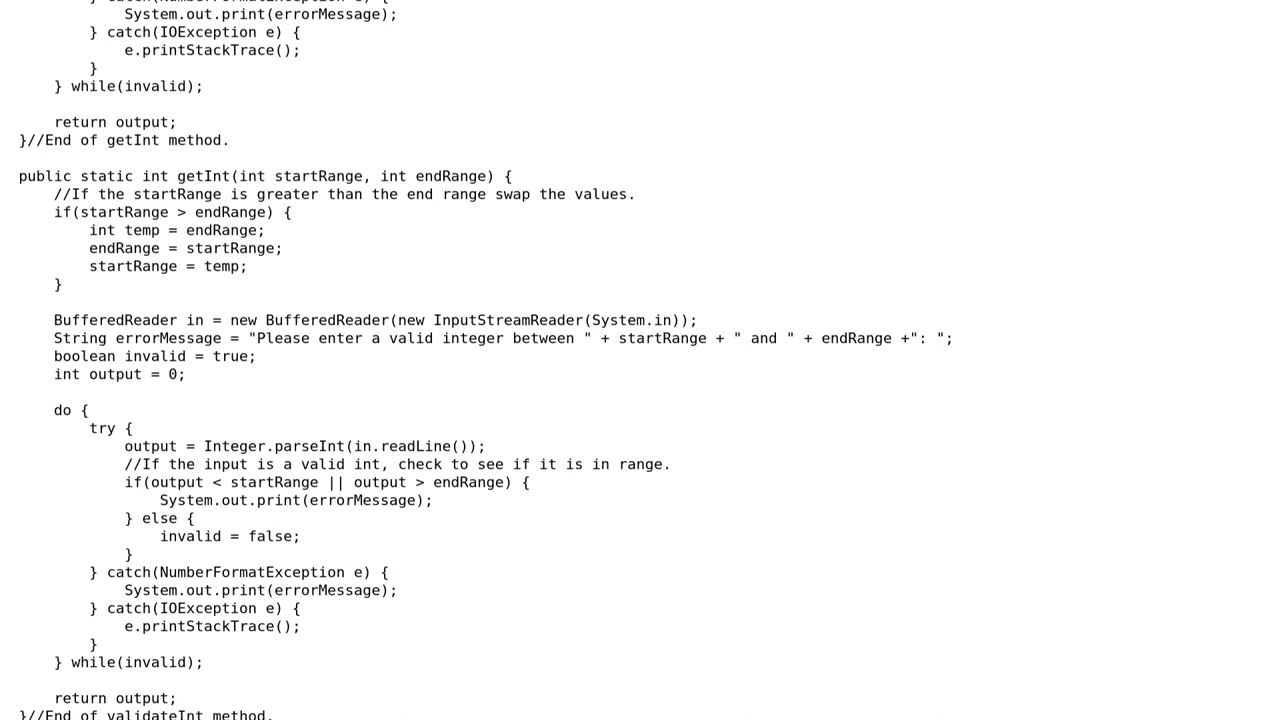 } catch(NumberFormatException e) {
System.out.print(errorMessage);
} catch(IOException e) {
e.printStackTrace();
}
} while(invalid);
return output;
}//End of getInt method.
public static int getInt(int startRange, int endRange) {
//If the startRange is greater than the end range swap the values.
if(startRange > endRange) {
int temp = endRange;
endRange = startRange;
startRange = temp;
}
BufferedReader in = new BufferedReader(new InputStreamReader(System.in));
String errorMessage = "Please enter a valid integer between " + startRange + " and " + endRange +": ";
boolean invalid = true;
int output = 0;
do {
try {
output = Integer.parseInt(in.readLine());
//If the input is a valid int, check to see if it is in range.
if(output < startRange || output > endRange) {
System.out.print(errorMessage);
} else {
invalid = false;
}
} catch(NumberFormatException e) {
System.out.print(errorMessage);
} catch(IOException e) {
e.printStackTrace();
}
} while(invalid);
return output;
}//End of validateInt method.